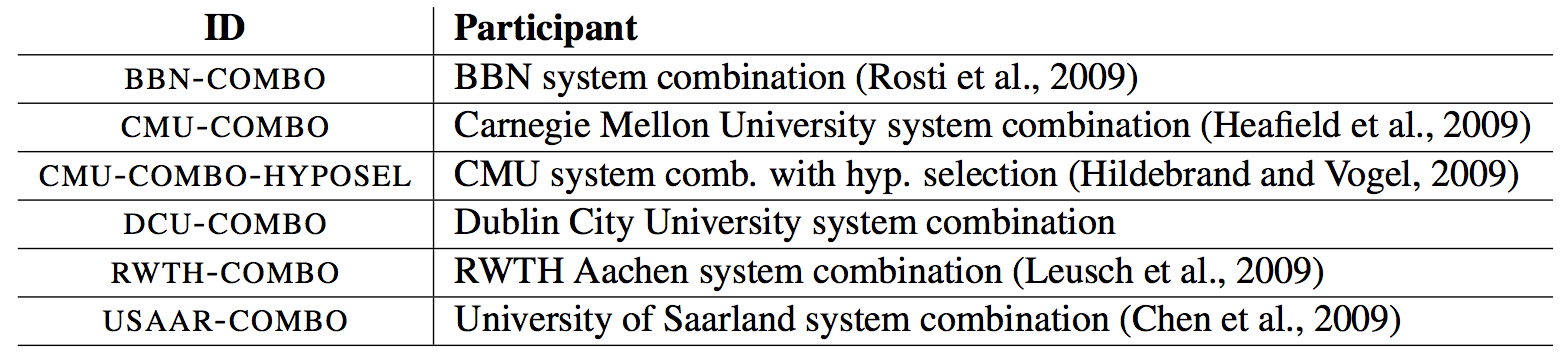 ID Participant
BBN-COMBO BBN system combination (Rosti et al., 2009)
CMU-COMBO Carnegie Mellon University system combination (Heafield et al., 2009)
CMU-COMBO-HYPOSEL CMU system comb. with hyp. selection (Hildebrand and Vogel, 2009)
DCU-COMBO Dublin City University system combination
RWTH-COMBO RWTH Aachen system combination (Leusch et al., 2009)
USAAR-COMBO University of Saarland system combination (Chen et al., 2009)